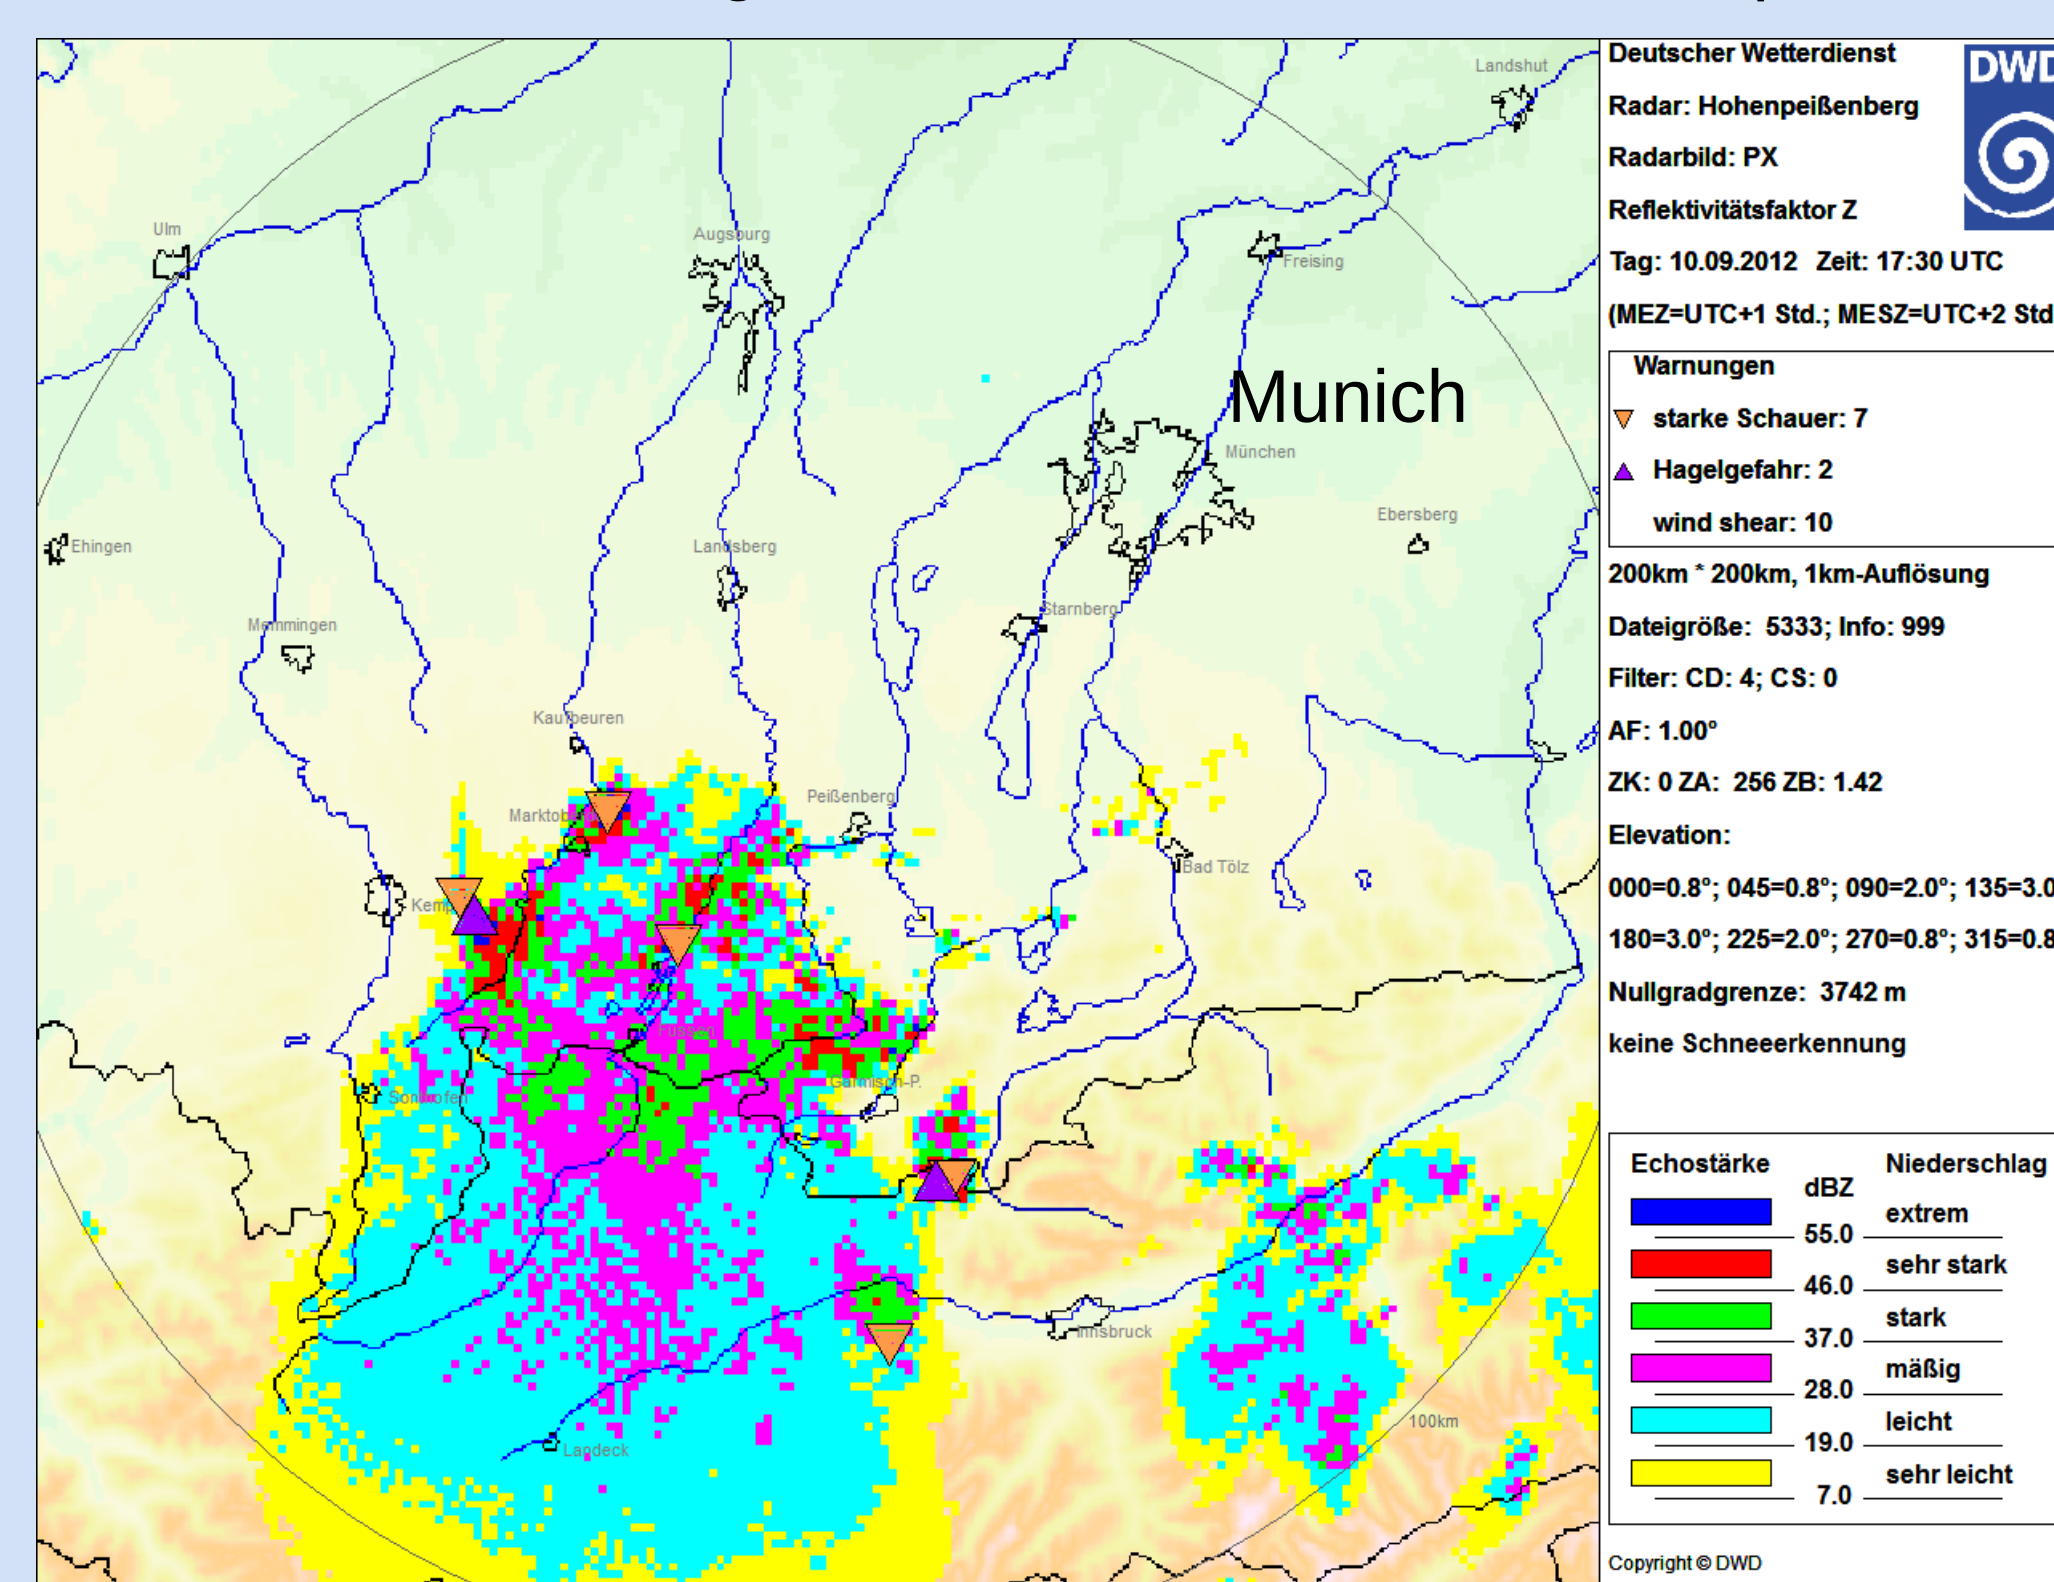 Munich
Landshut
Ulm
Augsburg
Freising
München
Ebersberg
Ehingen
Landsberg
Starnberg
Memmingen
Kaufbeuren
Peißenberg
Bad Tölz
Füssen
Garmisch-P.
Sonthofen
Innsbruck
100km
Landeck
Deutscher Wetterdienst
DWD
Radar: Hohenpeißenberg
Radarbild: PX
Reflektivitätsfaktor Z
Tag: 10.09.2012 Zeit: 17:30 UTC
(MEZ=UTC+1 Std.; MESZ=UTC+2 Std
Warnungen
starke Schauer: 7
Hagelgefahr: 2
wind shear: 10
200km * 200km, 1km-Auflösung
Dateigröße: 5333; Info: 999
Filter: CD: 4; CS: 0
AF: 1.00°
ZK: 0 ZA: 256 ZB: 1.42
Elevation:
000=0.8°; 045=0.8°; 090=2.0°; 135=3.0
180=3.0°; 225=2.0°; 270=0.8°; 315=0.8
Nullgradgrenze: 3742 m
keine Schneeerkennung
Echostärke Niederschlag
dBZ
extrem
55.0
sehr stark
46.0
stark
37.0
mäßig
28.0
leicht
19.0
sehr leicht
7.0
Copyright © DWD